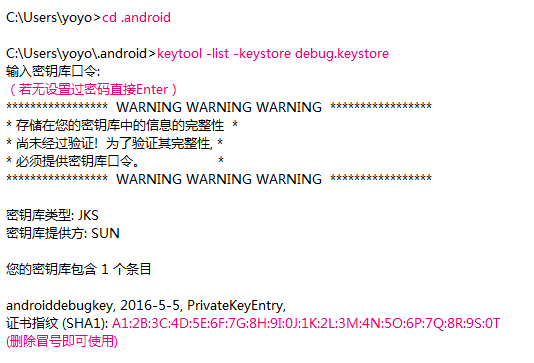 C:\Users\yoyo>cd .android
C:\Users\yoyo\.android>keytool -list -keystore debug.keystore
输入密钥库口令:
（若无设置过密码直接Enter）
***************** WARNING WARNING WARNING *****************
* 存储在您的密钥库中的信息的完整性 *
* 尚未经过验证! 为了验证其完整性, *
* 必须提供密钥库口令。 *
***************** WARNING WARNING WARNING *****************
密钥库类型: JKS
密钥库提供方: SUN
您的密钥库包含 1 个条目
androiddebugkey, 2016-5-5, PrivateKeyEntry,
证书指纹 (SHA1): A1:2B:3C:4D:5E:6F:7G:8H:9I:0J:1K:2L:3M:4N:5O:6P:7Q:8R:9S:0T
(删除冒号即可使用)